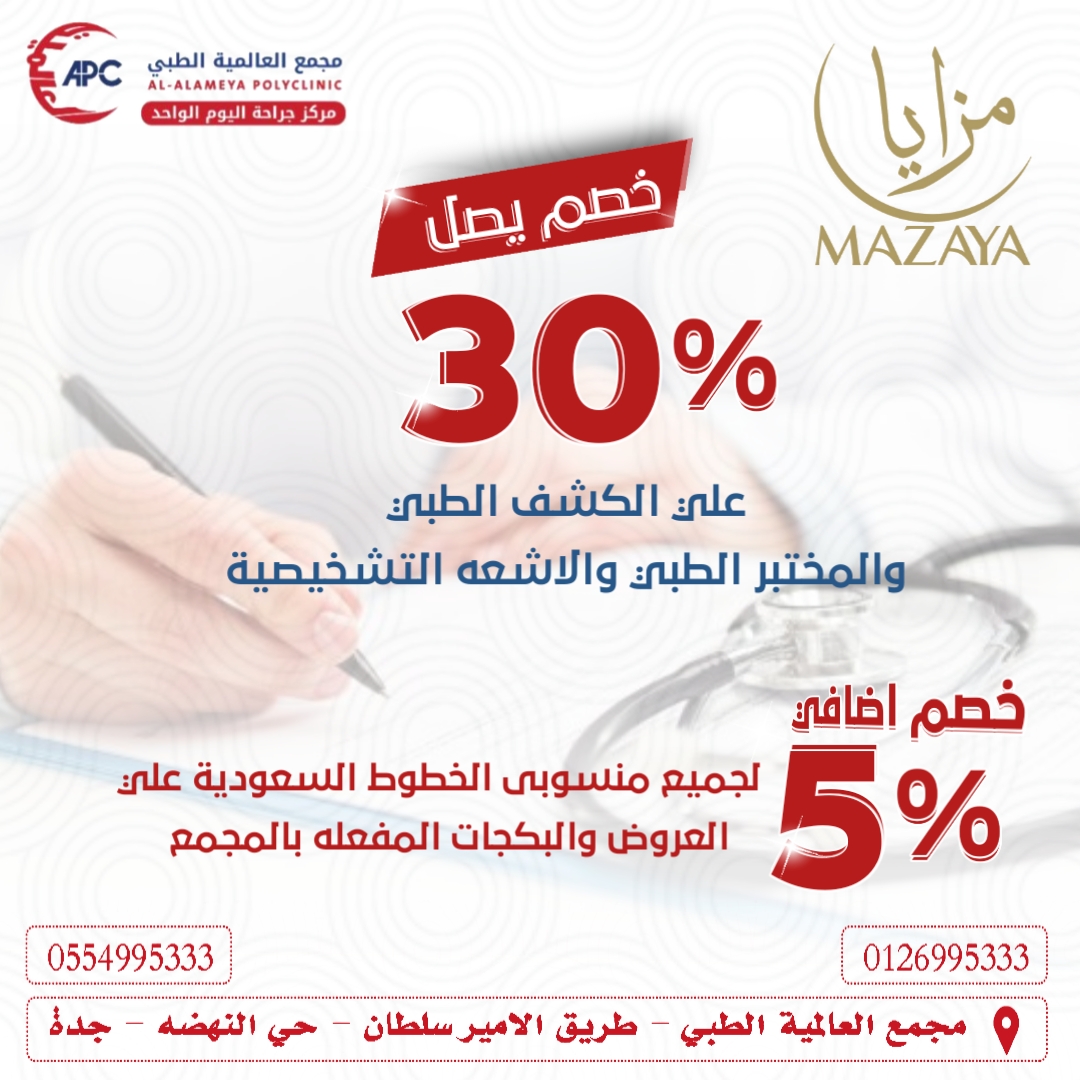 APC
مجمع العالمية الطبي
AL-ALAMEYA POLYCLINIC
مركز جراحة اليوم الواحد
مزايا
MAZAYA
خصم يصل
30%
علي الكشف الطبي
والمختبر الطبي والاشعه التشخيصية
خصم اضافي
5%
لجميع منسوبى الخطوط السعودية علي
العروض والبكجات المفعله بالمجمع
0554995333
0126995333
مجمع العالمية الطبي - طريق الامير سلطان - حي النهضه - جدة